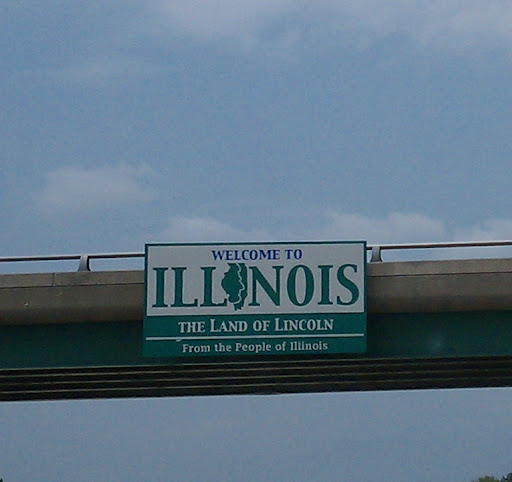 WELCOME TO
ILLINOIS
THE LAND OF LINCOLN
From the People of Illinois